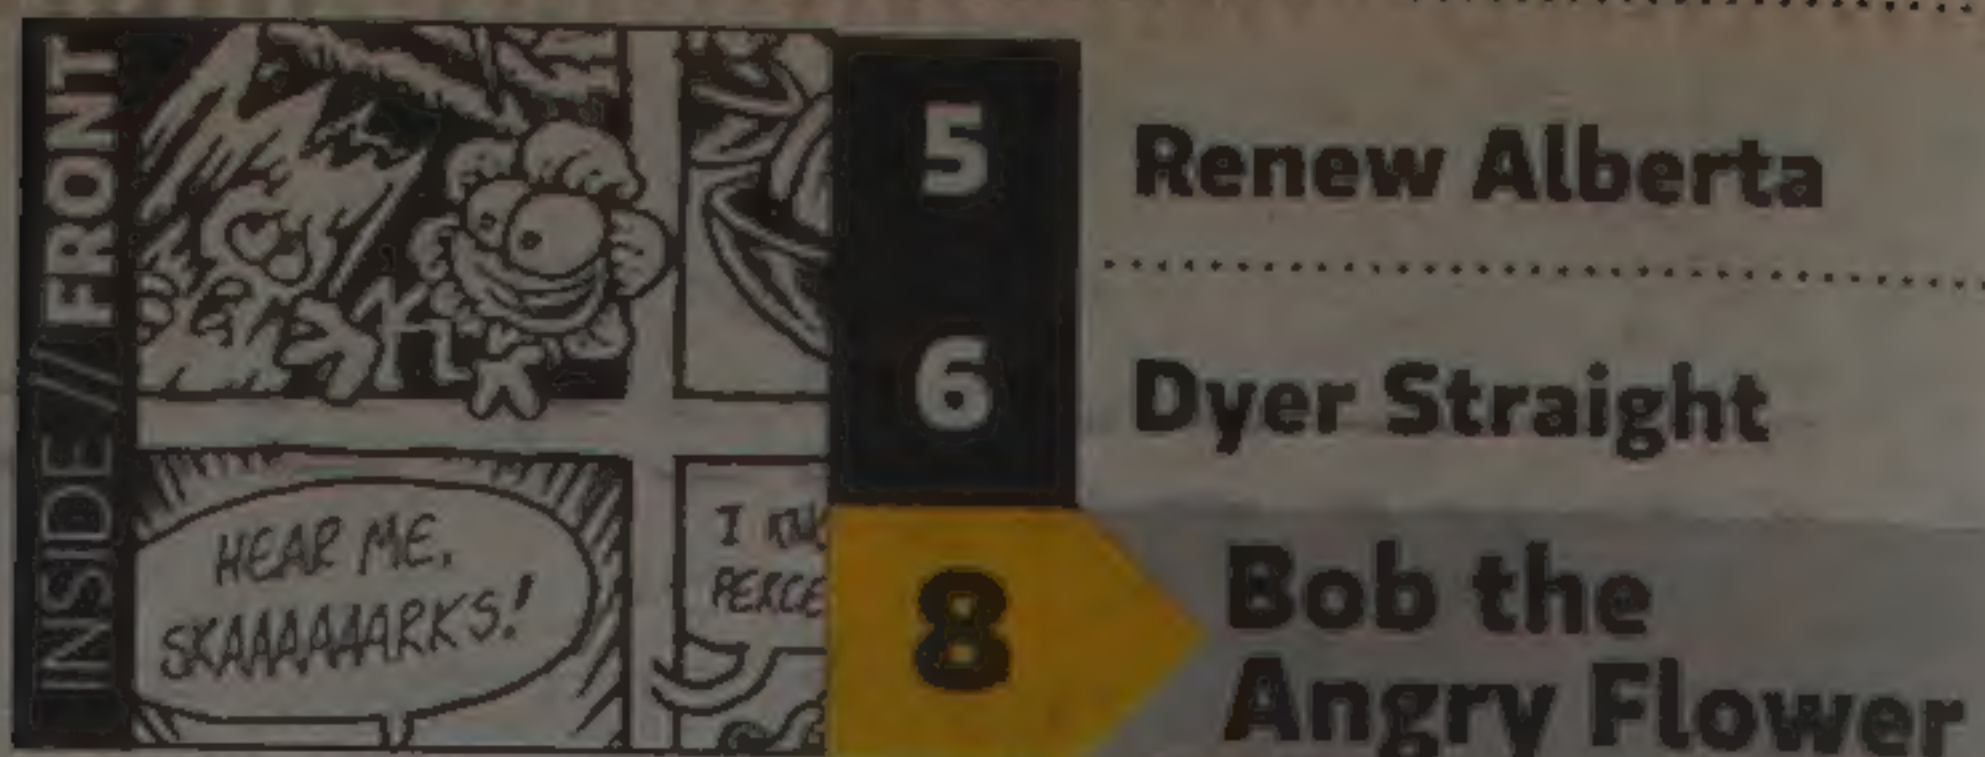 INSIDE // FRONT
HEAR ME,
SKAAAAAARKS!
I
5 Renew Alberta
6 Dyer Straight
8 Bob the
Angry Flower